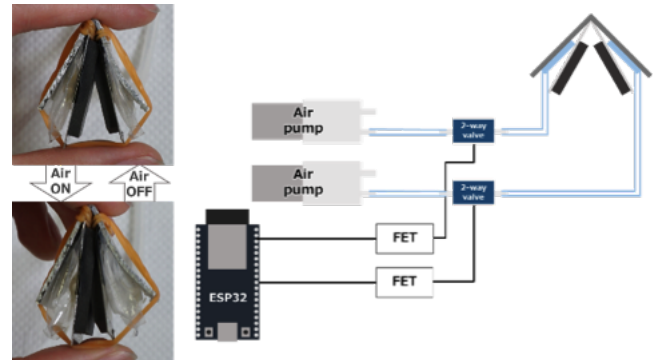 Air
ON
Air
OFF
Air
pump
2-way
valve
Air
pump
2-way
valve
FET
ESP32
FET